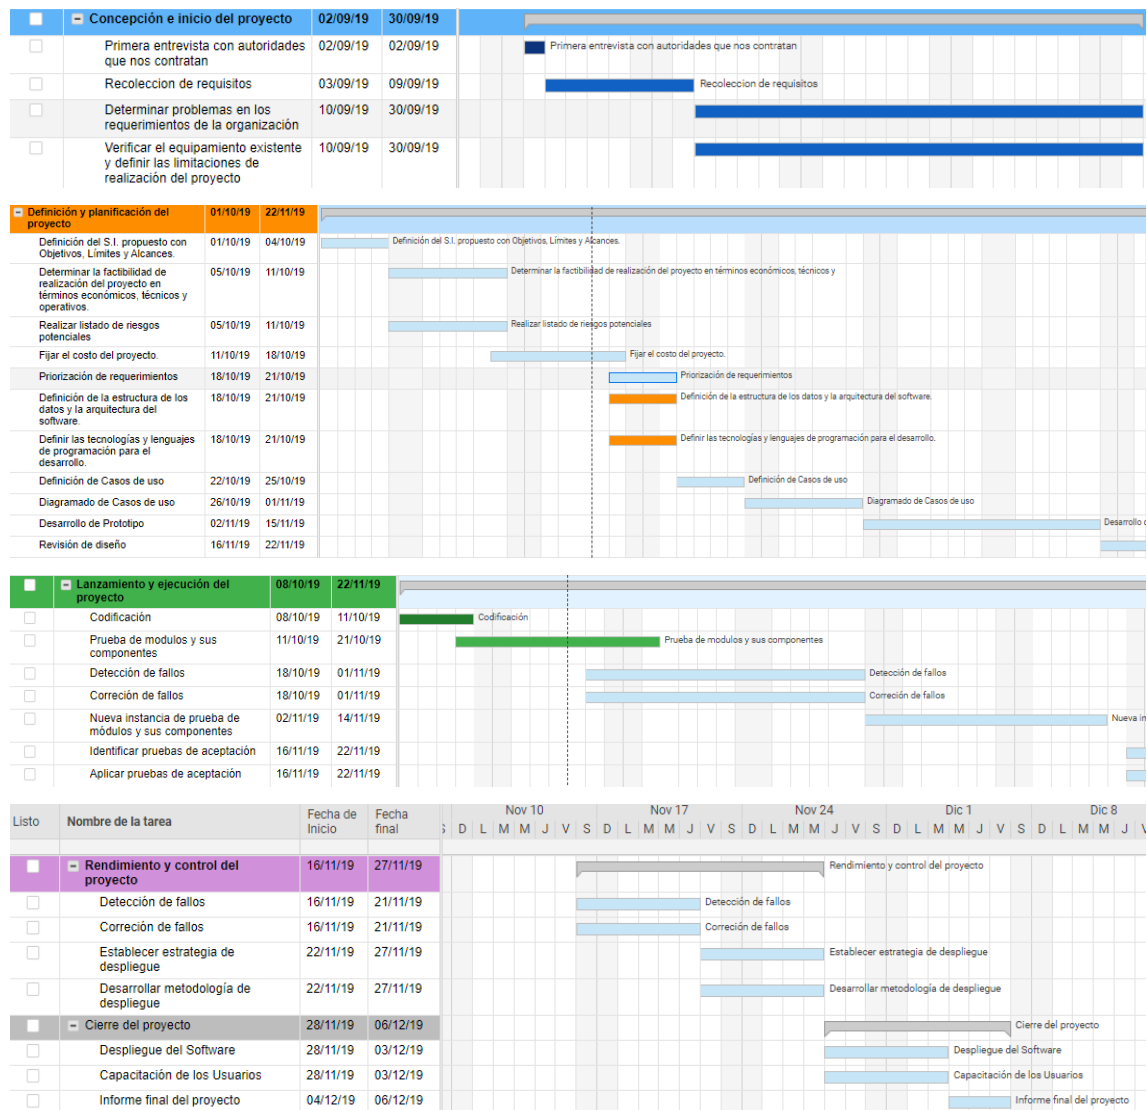 Concepción e inicio del proyecto 02/09/19 30/09/19
Primera entrevista con autoridades 02/09/19 02/09/19 Primera entrevista con autoridades que nos contratan
que nos contratan
Recoleccion de requisitos 03/09/19 09/09/19 Recoleccion de requisitos
Determinar problemas en los 10/09/19 30/09/19
requerimientos de la organización
Verificar el equipamiento existente 10/09/19 30/09/19
y definir las limitaciones de
realización del proyecto
Definición y planificación del 01/10/19 22/11/19
proyecto
Definición del S.I. propuesto con 01/10/19 04/10/19 Definición del S.I. propuesto con Objetivos, Límites y Alcances.
Objetivos, Límites y Alcances.
Determinar la factibilidad de 05/10/19 11/10/19 Determinar la factibilidad de realización del proyecto en términos económicos, técnicos y
realización del proyecto en
términos económicos, técnicos y
operativos.
Realizar listado de riesgos 05/10/19 11/10/19 Realizar listado de riesgos potenciales
potenciales
Fijar el costo del proyecto. 11/10/19 18/10/19 Fijar el costo del proyecto.
Priorización de requerimientos 18/10/19 21/10/19 Priorización de requerimientos
Definición de la estructura de los 18/10/19 21/10/19 Definición de la estructura de los datos y la arquitectura del software.
datos y la arquitectura del
software.
Definir las tecnologías y lenguajes 18/10/19 21/10/19 Definir las tecnologías y lenguajes de programación para el desarrollo.
de programación para el
desarrollo.
Definición de Casos de uso 22/10/19 25/10/19 Definición de Casos de uso
Diagramado de Casos de uso 26/10/19 01/11/19 Diagramado de Casos de uso
Desarrollo de Prototipo 02/11/19 15/11/19 Desarrollo
Revisión de diseño 16/11/19 22/11/19
Lanzamiento y ejecución del 08/10/19 22/11/19
proyecto
Codificación 08/10/19 11/10/19 Codificación
Prueba de modulos y sus 11/10/19 21/10/19 Prueba de modulos y sus componentes
componentes
Detección de fallos 18/10/19 01/11/19 Detección de fallos
Correción de fallos 18/10/19 01/11/19 Correción de fallos
Nueva instancia de prueba de 02/11/19 14/11/19 Nueva in
módulos y sus componentes
Identificar pruebas de aceptación 16/11/19 22/11/19
Aplicar pruebas de aceptación 16/11/19 22/11/19
Listo Nombre de la tarea Fecha de Inicio Fecha final Nov 10 Nov 17 Nov 24 Dic 1 Dic 8
D L M M J V S D L M M J V S D L M M J V S D L M M J V S D L M M J V
Rendimiento y control del 16/11/19 27/11/19 Rendimiento y control del proyecto
proyecto
Detección de fallos 16/11/19 21/11/19 Detección de fallos
Correción de fallos 16/11/19 21/11/19 Correción de fallos
Establecer estrategia de 22/11/19 27/11/19 Establecer estrategia de despliegue
despliegue
Desarrollar metodología de 22/11/19 27/11/19 Desarrollar metodología de despliegue
despliegue
Cierre del proyecto 28/11/19 06/12/19 Cierre del proyecto
Despliegue del Software 28/11/19 03/12/19 Despliegue del Software
Capacitación de los Usuarios 28/11/19 03/12/19 Capacitación de los Usuarios
Informe final del proyecto 04/12/19 06/12/19 Informe final del proyecto